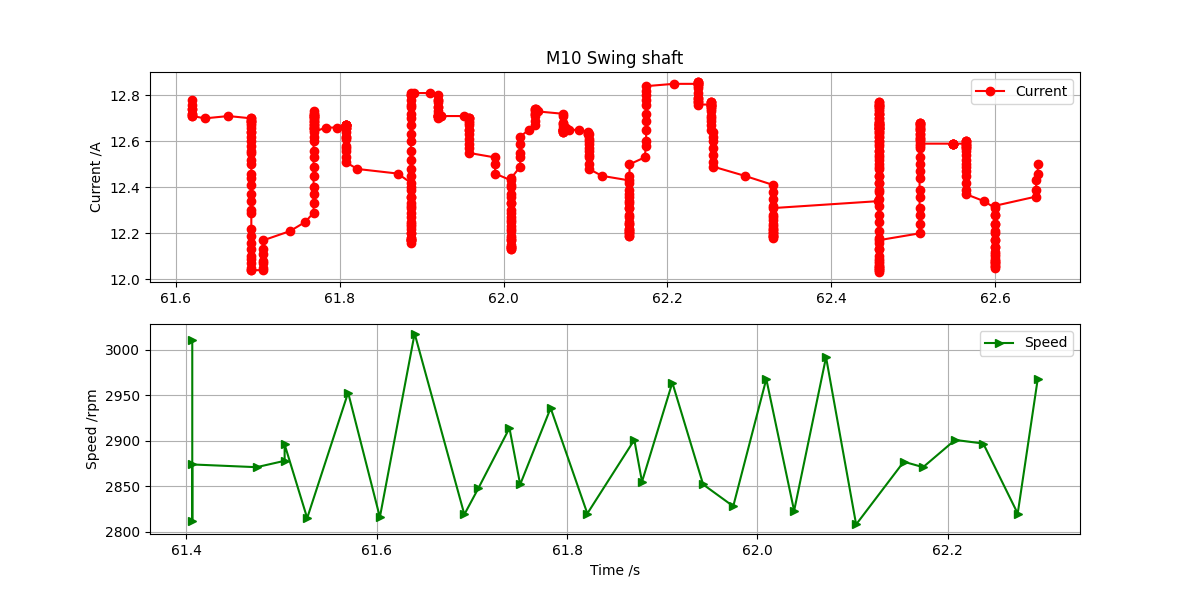 M10 Swing shaft
Current /A
12.8
12.6
12.4
12.2
12.0
Current
61.6 61.8 62.0 62.2 62.4 62.6
Speed /rpm
3000
2950
2900
2850
2800
Speed
61.4 61.6 61.8 62.0 62.2
Time /s